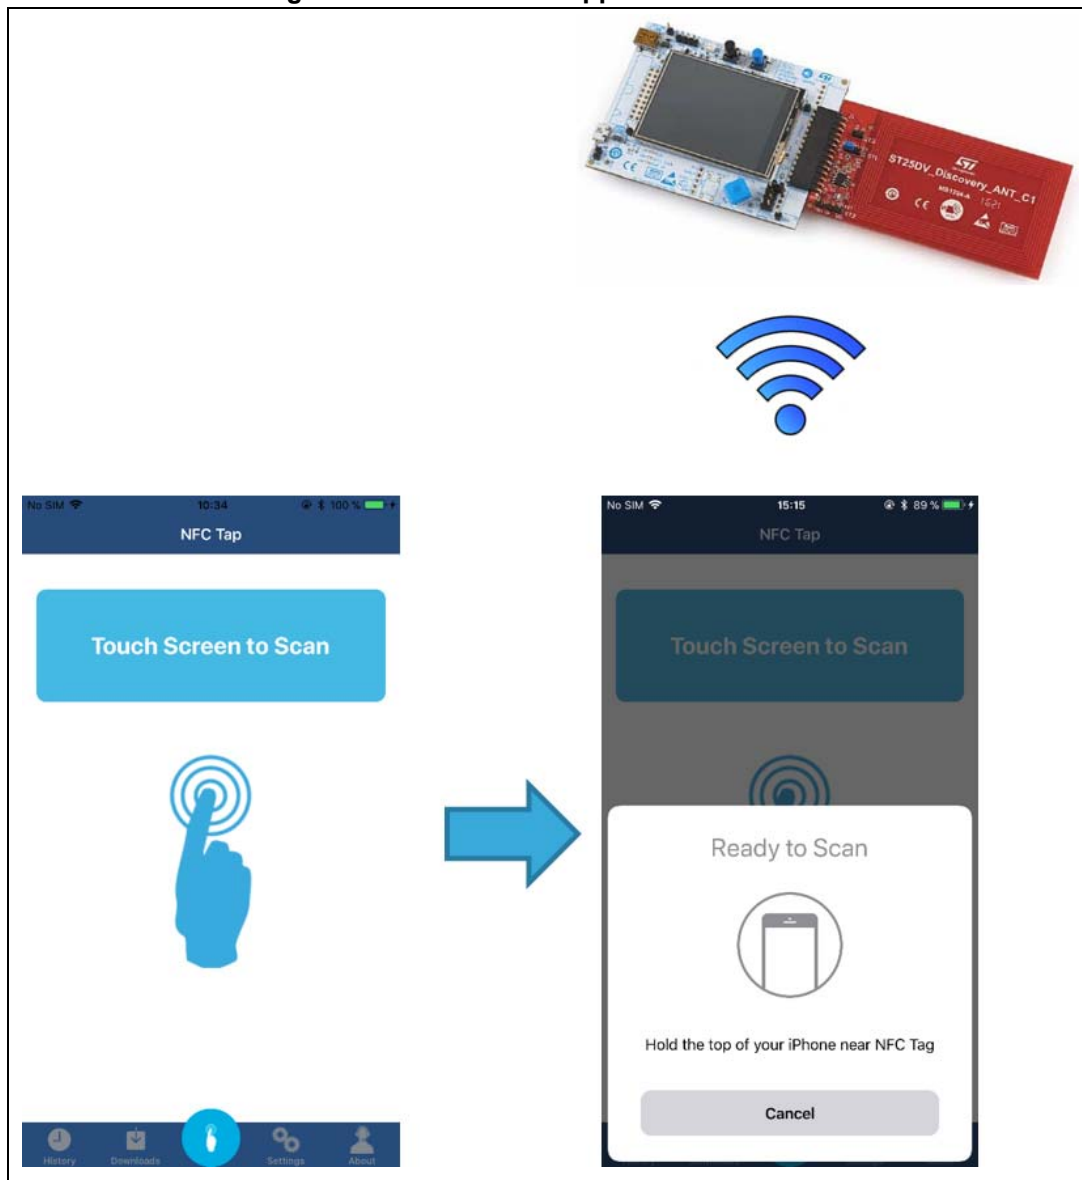 ST25DV_Discovery_ANT_C1
1621
No SIM 10:34 100 %
NFC Tap
Touch Screen to Scan
History Downloads Settings About
No SIM 15:15 89 %
NFC Tap
Touch Screen to Scan
Ready to Scan
Hold the top of your iPhone near NFC Tag
Cancel